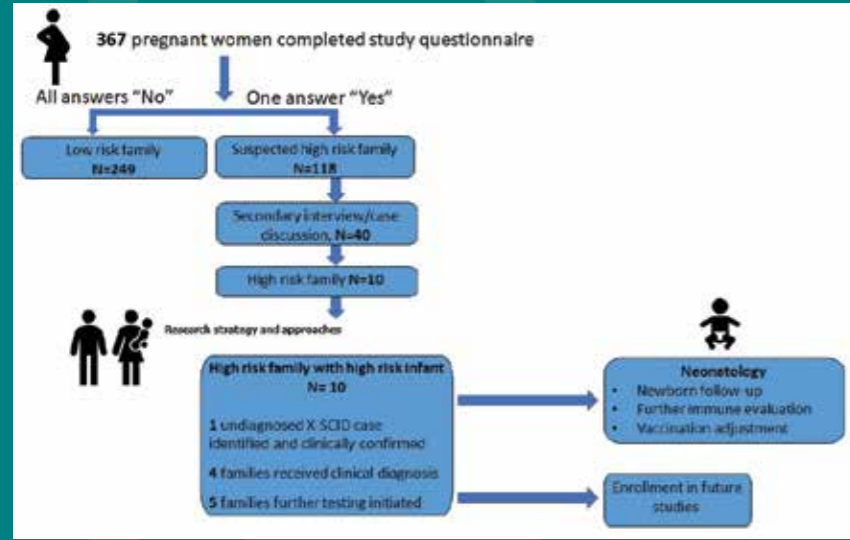 367 pregnant women completed study questionnaire
All answers “No”
One answer “Yes”
Low risk family
N=249
Suspected high risk family
N=118
Secondary interview/case
discussion, N=40
High risk family N=10
Research strategy and approaches
High risk family with high risk infant
N= 10
1 undiagnosed X SCID case
identified and clinically confirmed
4 families received clinical diagnosis
5 families further testing initiated
Neonatology
• Newborn follow-up
• Further immune evaluation
• Vaccination adjustment
Enrollment in future
studies